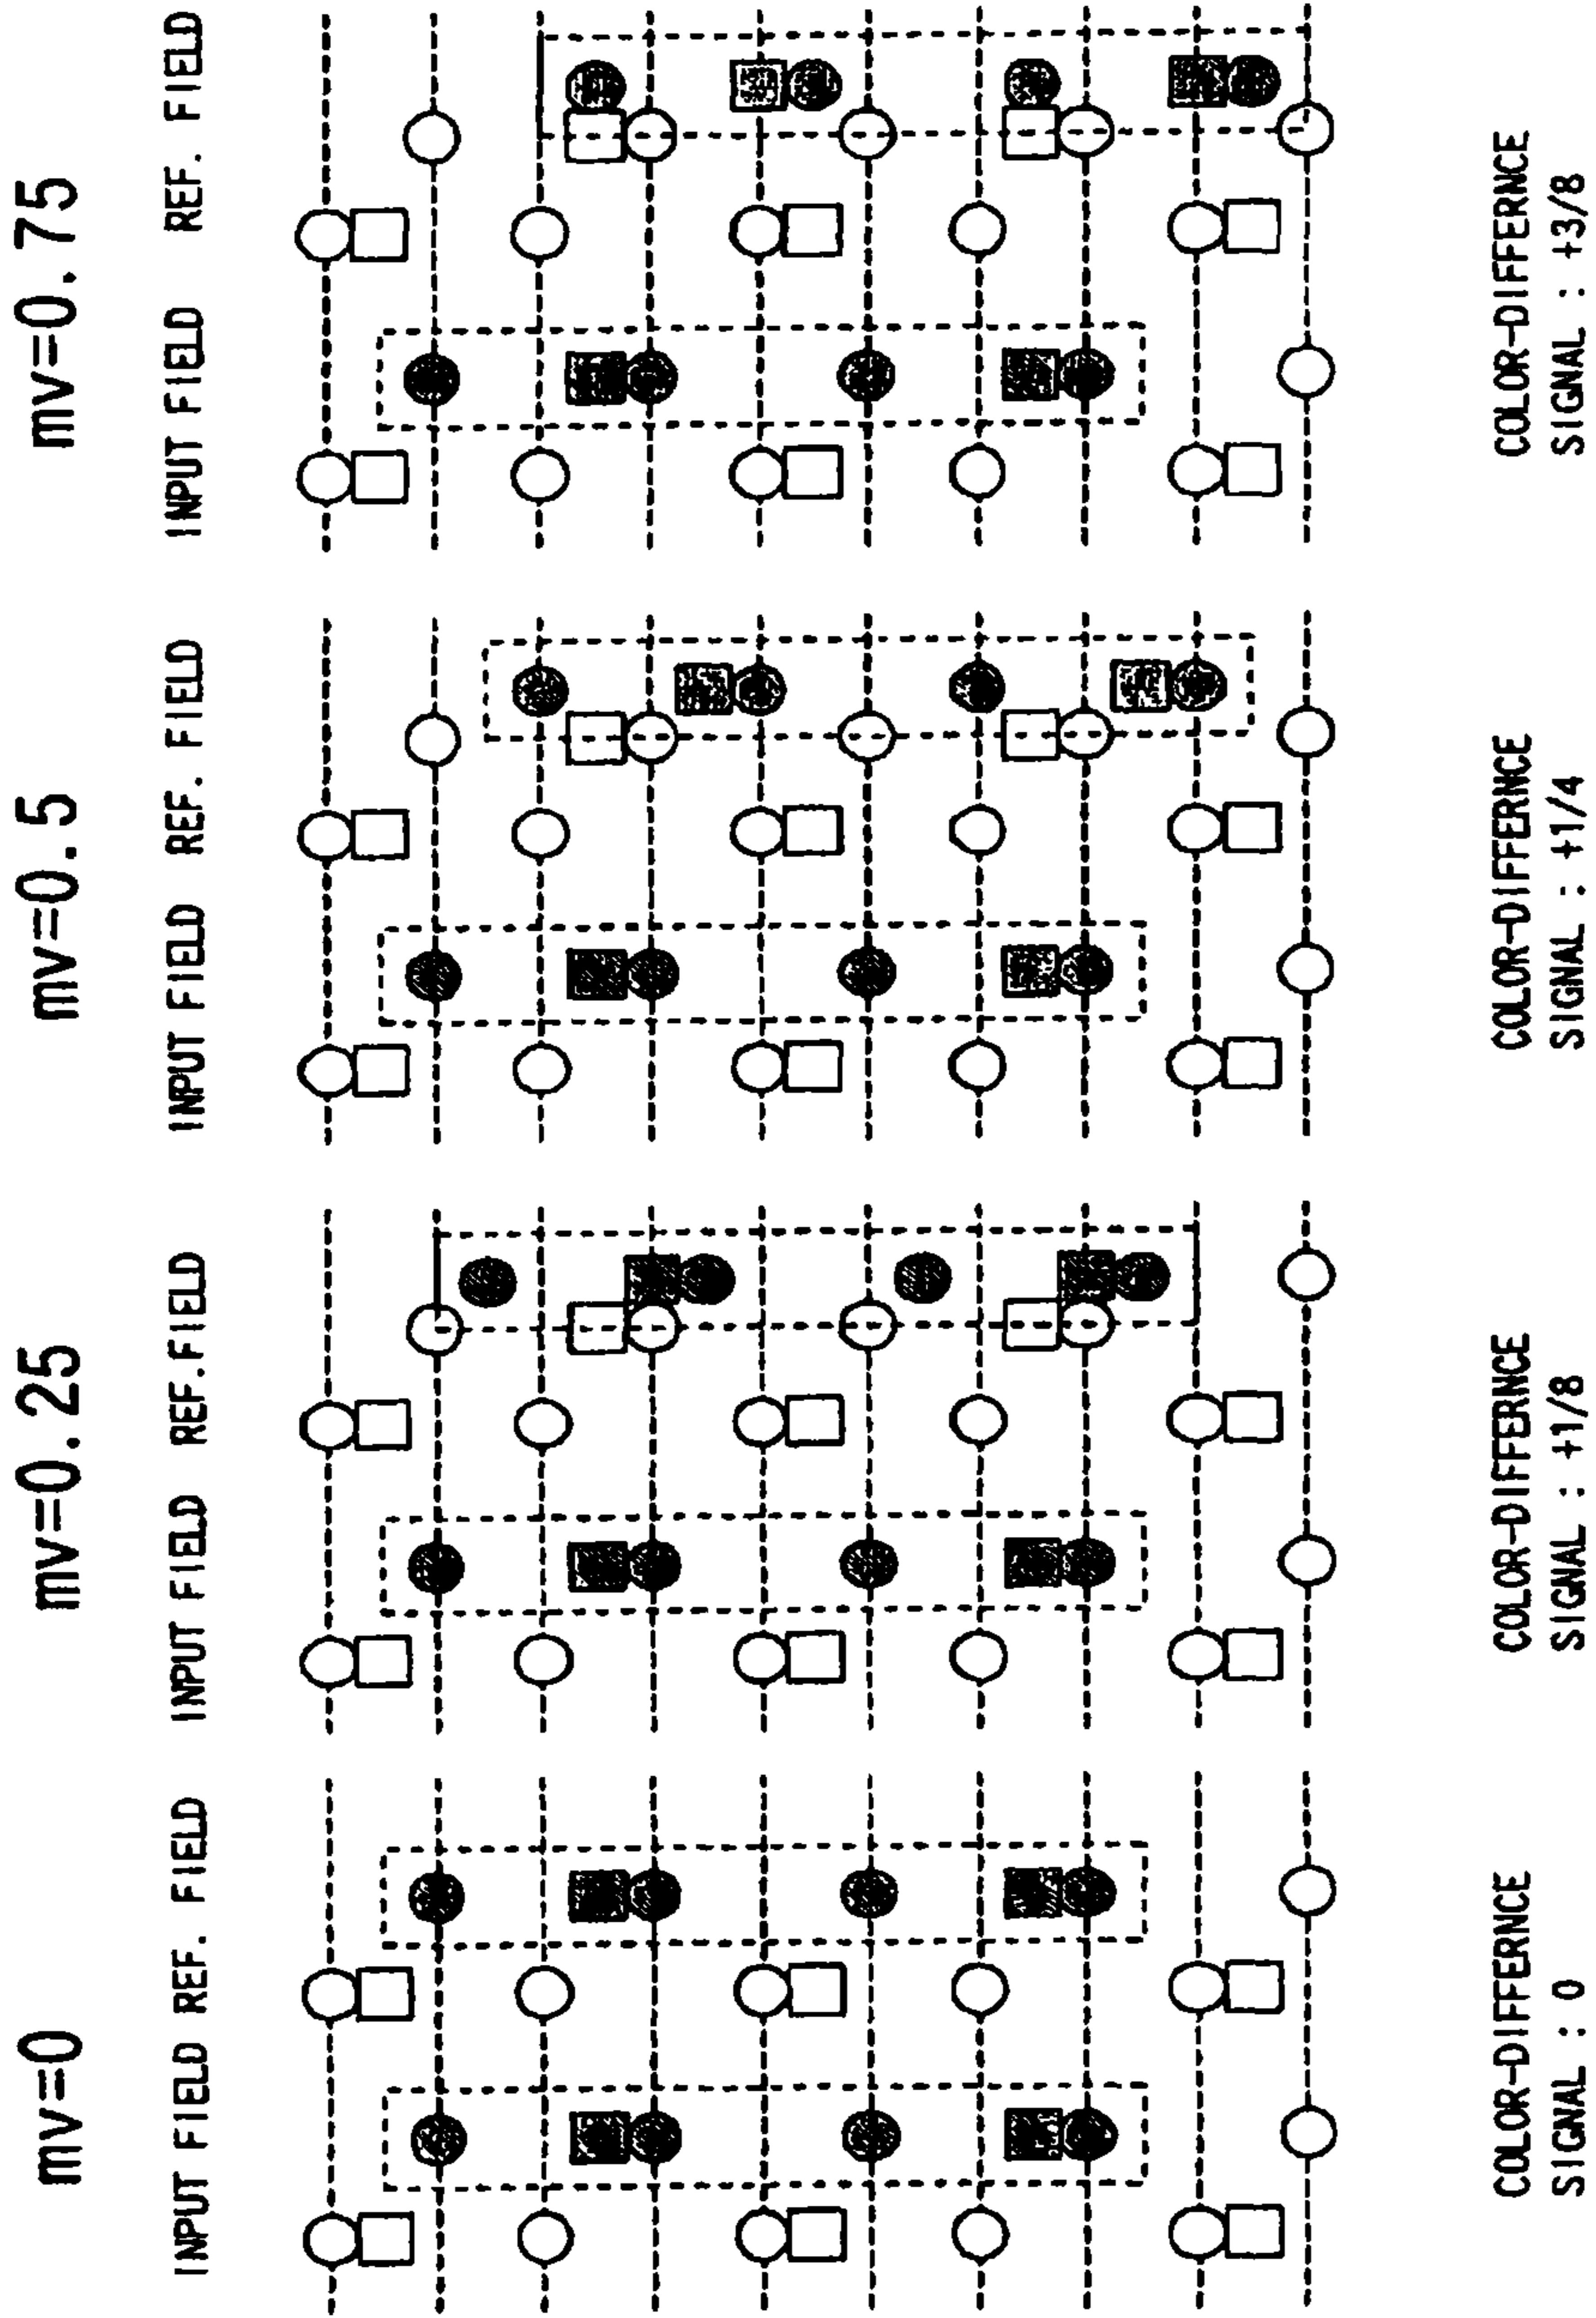 mv=0
INPUT FIELD REF. FIELD
COLOR-DIFFERNCE
SIGNAL : 0
mv=0.25
INPUT FIELD REF.FIELD
COLOR-DIFFERNCE
SIGNAL : +1/8
mv=0.5
INPUT FIELD REF. FIELD
COLOR-DIFFERNCE
SIGNAL : +1/4
mv=0.75
INPUT FIELD REF. FIELD
COLOR-DIFFERNCE
SIGNAL : +3/8